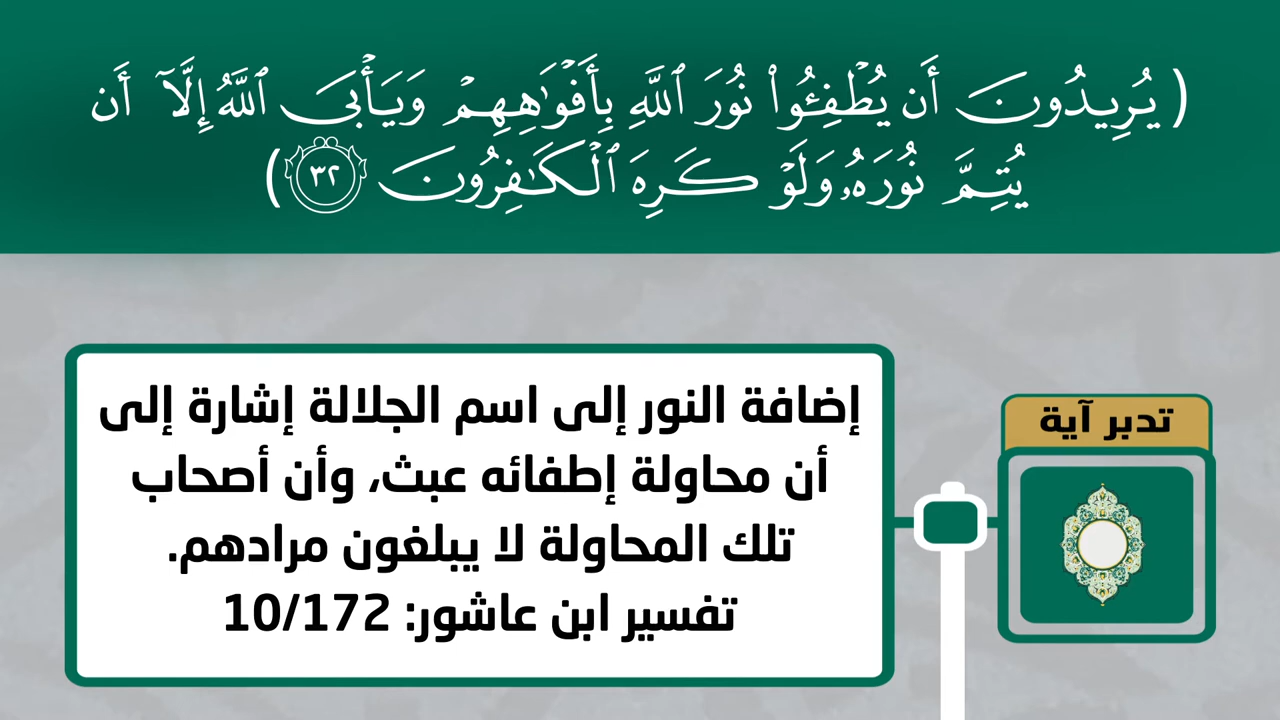 ( يُرِيدُونَ أَن يُطْفِـُٔوا۟ نُورَ ٱللَّهِ بِأَفْوَٰهِهِمْ وَيَأْبَى ٱللَّهُ إِلَّآ أَن
يُتِمَّ نُورَهُۥ وَلَوْ كَرِهَ ٱلْكَـٰفِرُونَ ٣٢ )
تدبر آية
إضافة النور إلى اسم الجلالة إشارة إلى
أن محاولة إطفائه عبث، وأن أصحاب
تلك المحاولة لا يبلغون مرادهم.
تفسير ابن عاشور: 10/172